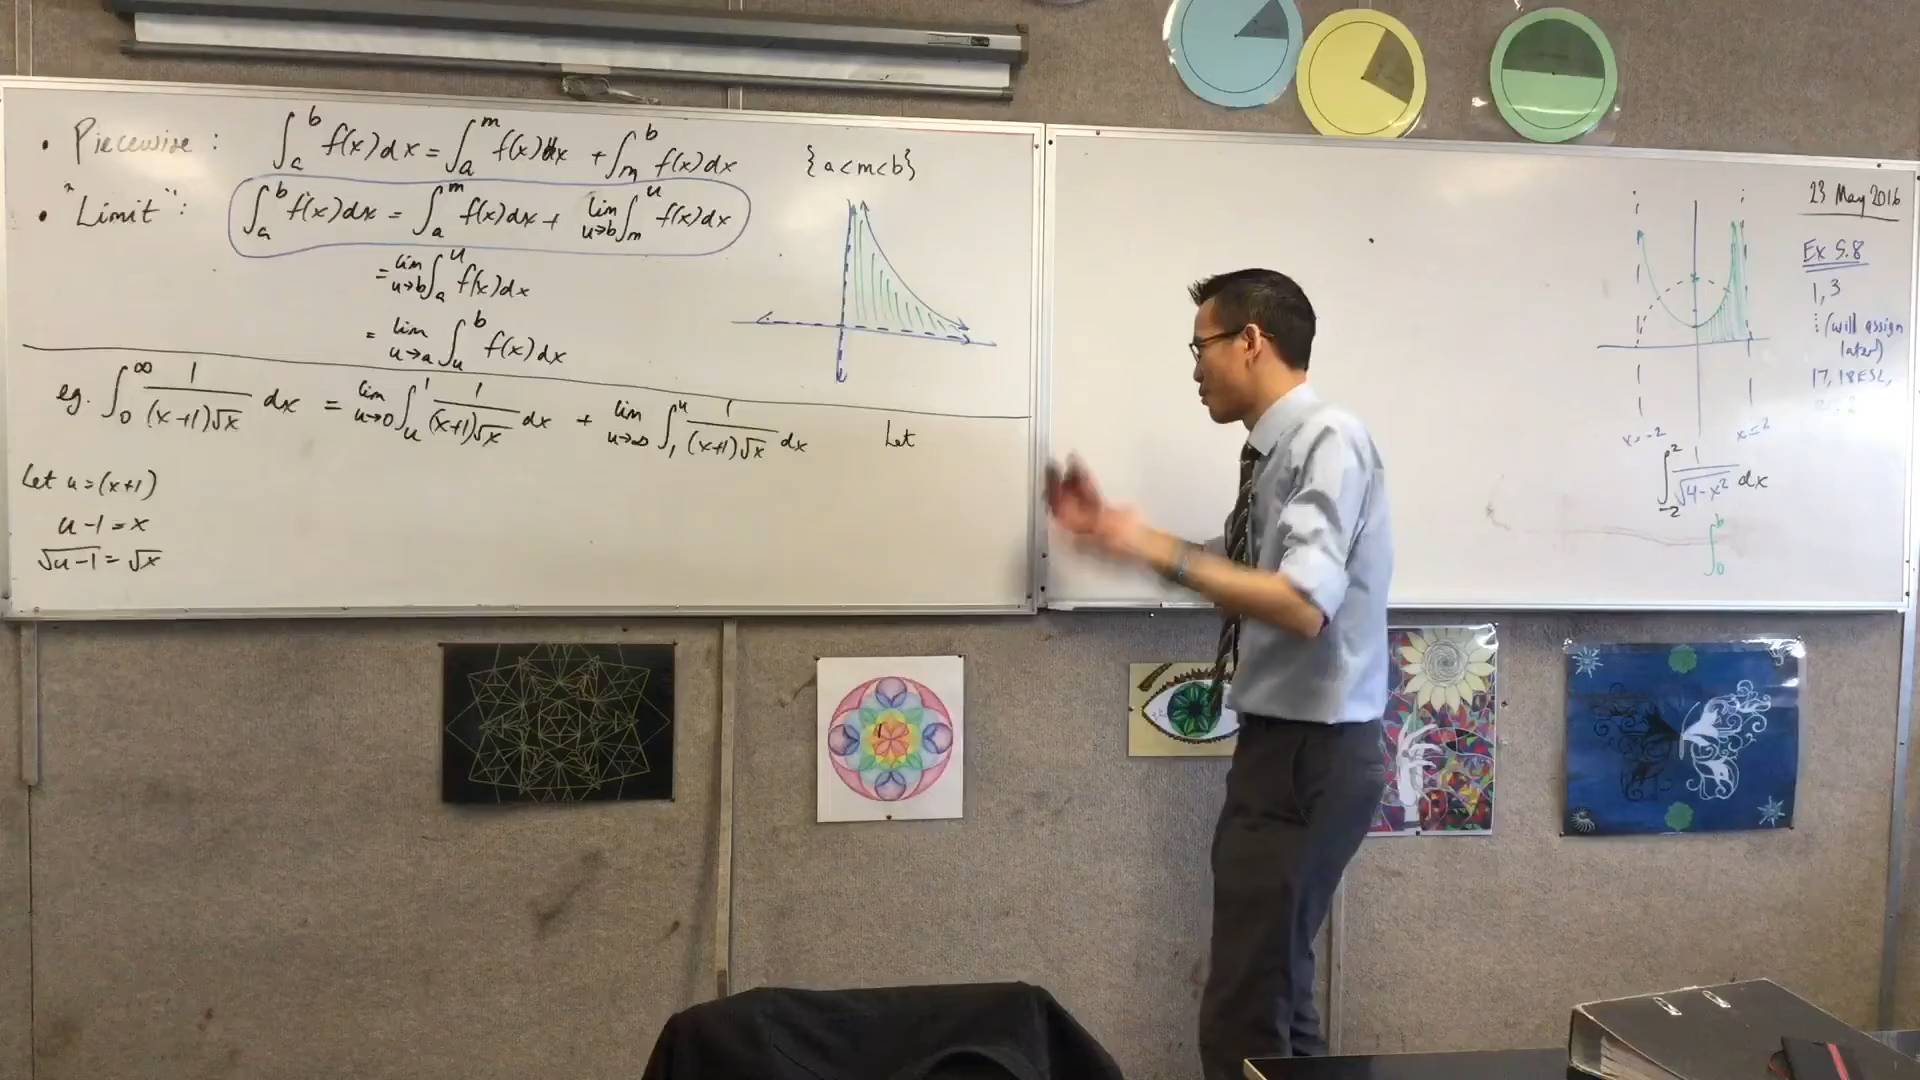 • Piecewise : ∫_a^b f(x)dx = ∫_a^m f(x)dx + ∫_m^b f(x)dx {a<m<b}
• "Limit": ∫_a^b f(x)dx = ∫_a^m f(x)dx + lim_{u→b} ∫_m^u f(x)dx
= lim_{u→b} ∫_a^u f(x)dx
= lim_{u→a} ∫_u^b f(x)dx
eg. ∫_0^∞ 1/((x+1)√x) dx = lim_{u→0} ∫_u^1 1/((x+1)√x) dx + lim_{u→∞} ∫_1^u 1/((x+1)√x) dx Let
Let u=(x+1)
u-1=x
√(u-1)=√x
23 May 2016
Ex 5.8
1, 3
⋮ (will assign
later)
17, 18ESL,
x=-2 x=2
∫_{-2}^2 1/√(4-x²) dx
∫_0^b